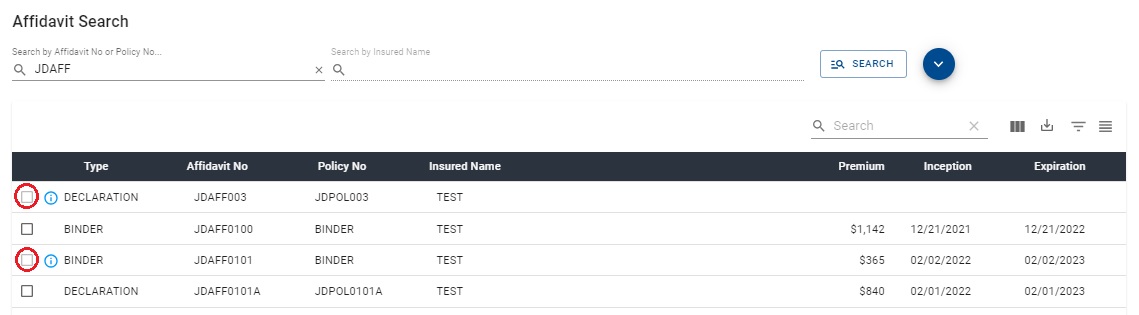 Affidavit Search
Search by Affidavit No or Policy No... Search by Insured Name
JDAFF SEARCH
Search
Type Affidavit No Policy No Insured Name Premium Inception Expiration
DECLARATION JDAFF003 JDPOL003 TEST
BINDER JDAFF0100 BINDER TEST $1,142 12/21/2021 12/21/2022
BINDER JDAFF0101 BINDER TEST $365 02/02/2022 02/02/2023
DECLARATION JDAFF0101A JDPOL0101A TEST $840 02/01/2022 02/01/2023